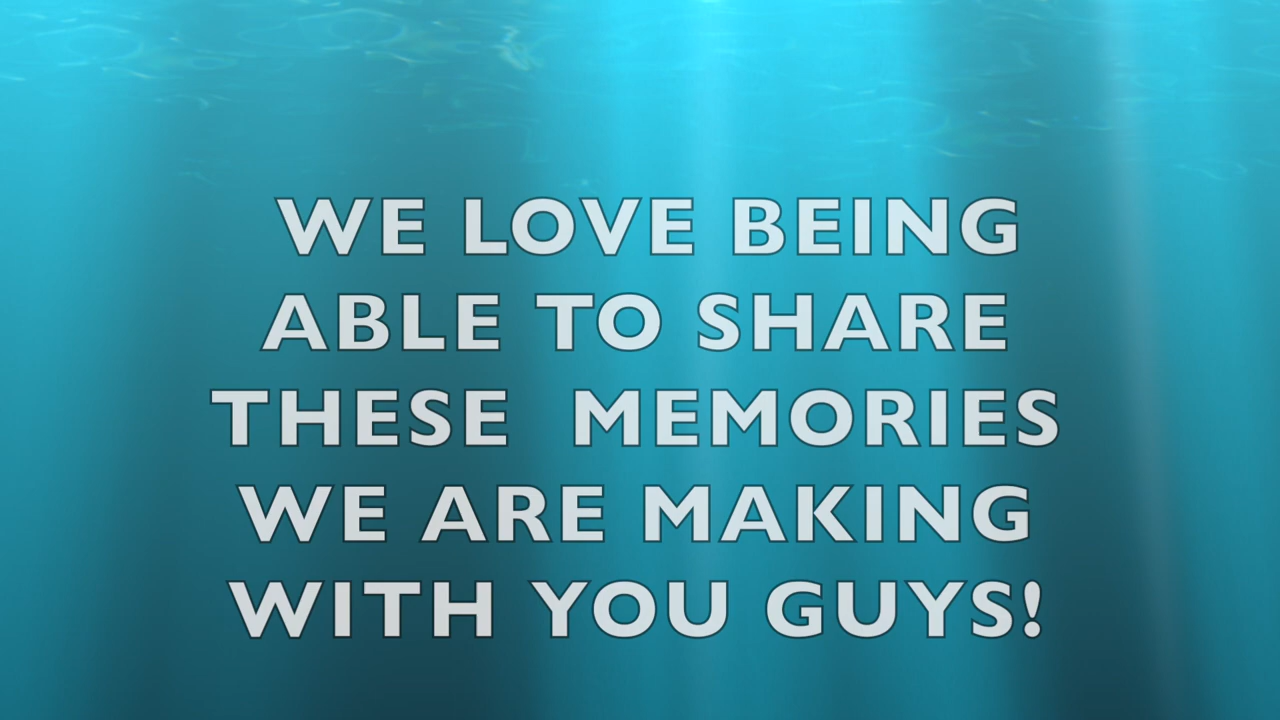 WE LOVE BEING
ABLE TO SHARE
THESE  MEMORIES
WE ARE MAKING
WITH YOU GUYS!